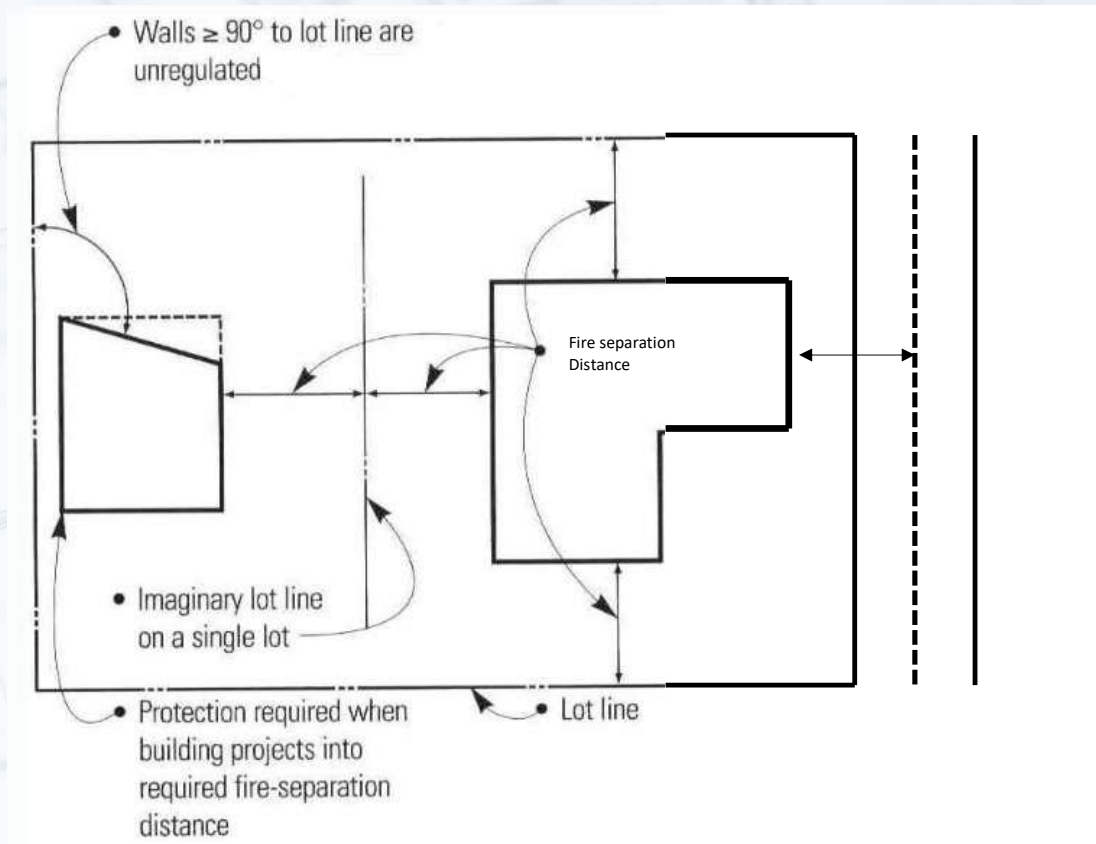 • Walls ≥ 90° to lot line are
unregulated
Fire separation
Distance
• Imaginary lot line
on a single lot
• Lot line
• Protection required when
building projects into
required fire-separation
distance